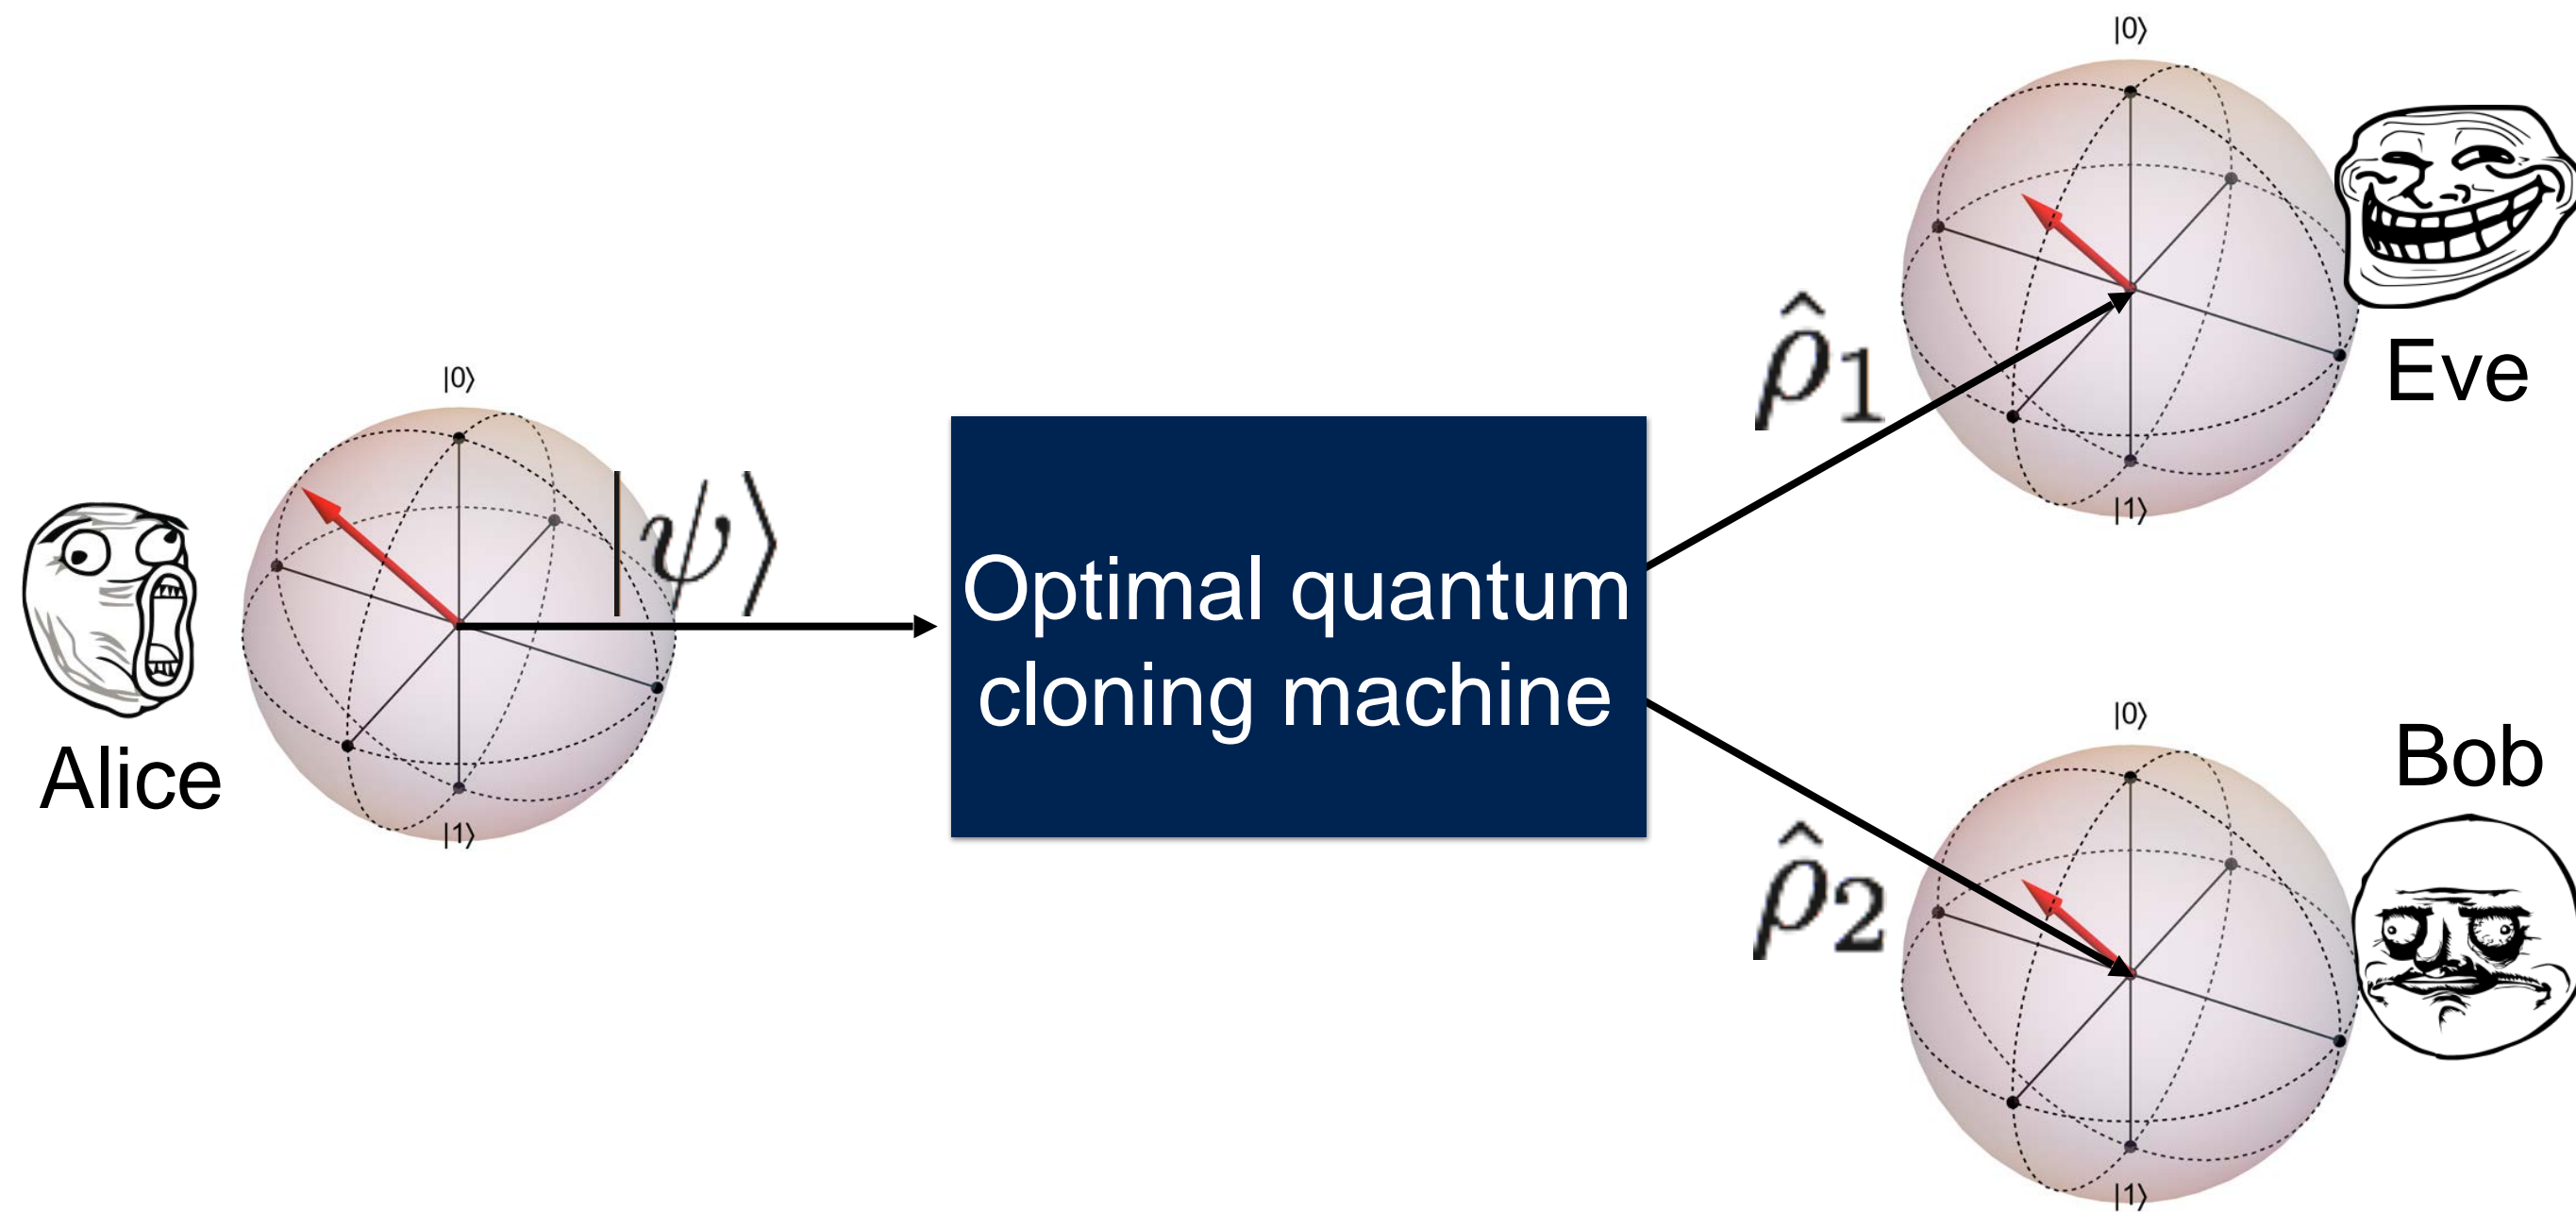 |0⟩
|1⟩
Alice
|ψ⟩
Optimal quantum
cloning machine
|0⟩
|1⟩
ρ̂₁
Eve
|0⟩
|1⟩
ρ̂₂
Bob